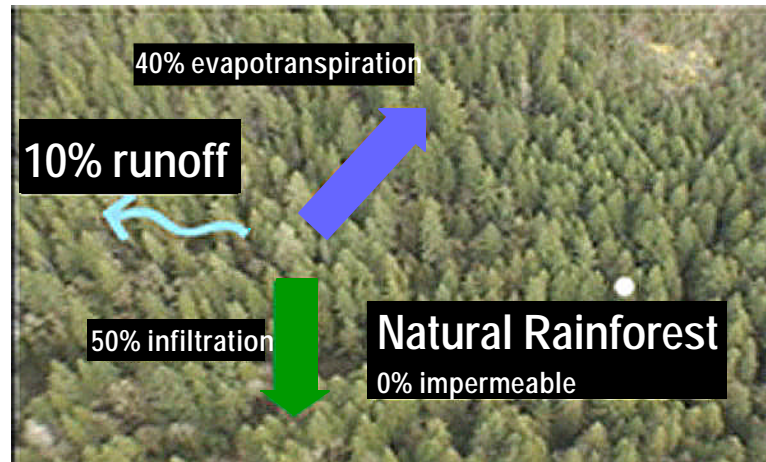 40% evapotranspiration
10% runoff
50% infiltration
Natural Rainforest
0% impermeable